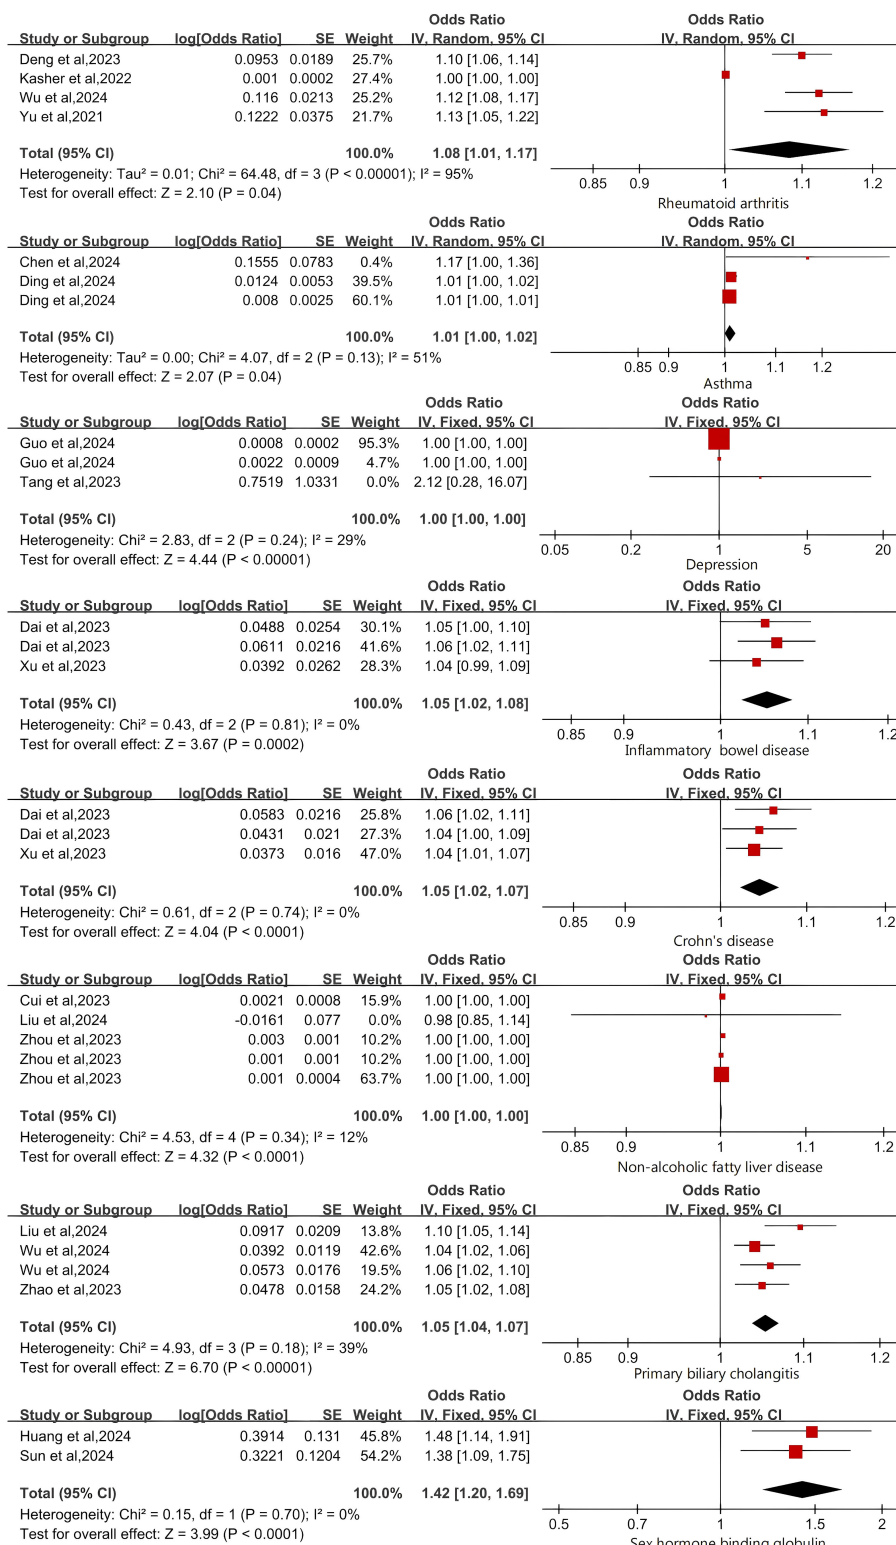 Odds Ratio Odds Ratio
Study or Subgroup log[Odds Ratio] SE Weight IV, Random, 95% CI IV, Random, 95% CI
Deng et al,2023 0.0953 0.0189 25.7% 1.10 [1.06, 1.14]
Kasher et al,2022 0.001 0.0002 27.4% 1.00 [1.00, 1.00]
Wu et al,2024 0.116 0.0213 25.2% 1.12 [1.08, 1.17]
Yu et al,2021 0.1222 0.0375 21.7% 1.13 [1.05, 1.22]
Total (95% CI) 100.0% 1.08 [1.01, 1.17]
Heterogeneity: Tau² = 0.01; Chi² = 64.48, df = 3 (P < 0.00001); I² = 95%
0.85 0.9 1 1.1 1.2
Test for overall effect: Z = 2.10 (P = 0.04)
Rheumatoid arthritis
Odds Ratio Odds Ratio
Study or Subgroup log[Odds Ratio] SE Weight IV, Random, 95% CI IV, Random, 95% CI
Chen et al,2024 0.1555 0.0783 0.4% 1.17 [1.00, 1.36]
Ding et al,2024 0.0124 0.0053 39.5% 1.01 [1.00, 1.02]
Ding et al,2024 0.008 0.0025 60.1% 1.01 [1.00, 1.01]
Total (95% CI) 100.0% 1.01 [1.00, 1.02]
Heterogeneity: Tau² = 0.00; Chi² = 4.07, df = 2 (P = 0.13); I² = 51%
0.85 0.9 1 1.1 1.2
Test for overall effect: Z = 2.07 (P = 0.04)
Asthma
Odds Ratio Odds Ratio
Study or Subgroup log[Odds Ratio] SE Weight IV, Fixed, 95% CI IV, Fixed, 95% CI
Guo et al,2024 0.0008 0.0002 95.3% 1.00 [1.00, 1.00]
Guo et al,2024 0.0022 0.0009 4.7% 1.00 [1.00, 1.00]
Tang et al,2023 0.7519 1.0331 0.0% 2.12 [0.28, 16.07]
Total (95% CI) 100.0% 1.00 [1.00, 1.00]
Heterogeneity: Chi² = 2.83, df = 2 (P = 0.24); I² = 29%
0.05 0.2 1 5 20
Test for overall effect: Z = 4.44 (P < 0.00001)
Depression
Odds Ratio Odds Ratio
Study or Subgroup log[Odds Ratio] SE Weight IV, Fixed, 95% CI IV, Fixed, 95% CI
Dai et al,2023 0.0488 0.0254 30.1% 1.05 [1.00, 1.10]
Dai et al,2023 0.0611 0.0216 41.6% 1.06 [1.02, 1.11]
Xu et al,2023 0.0392 0.0262 28.3% 1.04 [0.99, 1.09]
Total (95% CI) 100.0% 1.05 [1.02, 1.08]
Heterogeneity: Chi² = 0.43, df = 2 (P = 0.81); I² = 0%
0.85 0.9 1 1.1 1.2
Test for overall effect: Z = 3.67 (P = 0.0002)
Inflammatory bowel disease
Odds Ratio Odds Ratio
Study or Subgroup log[Odds Ratio] SE Weight IV, Fixed, 95% CI IV, Fixed, 95% CI
Dai et al,2023 0.0583 0.0216 25.8% 1.06 [1.02, 1.11]
Dai et al,2023 0.0431 0.021 27.3% 1.04 [1.00, 1.09]
Xu et al,2023 0.0373 0.016 47.0% 1.04 [1.01, 1.07]
Total (95% CI) 100.0% 1.05 [1.02, 1.07]
Heterogeneity: Chi² = 0.61, df = 2 (P = 0.74); I² = 0%
0.85 0.9 1 1.1 1.2
Test for overall effect: Z = 4.04 (P < 0.0001)
Crohn's disease
Odds Ratio Odds Ratio
Study or Subgroup log[Odds Ratio] SE Weight IV, Fixed, 95% CI IV, Fixed, 95% CI
Cui et al,2023 0.0021 0.0008 15.9% 1.00 [1.00, 1.00]
Liu et al,2024 -0.0161 0.077 0.0% 0.98 [0.85, 1.14]
Zhou et al,2023 0.003 0.001 10.2% 1.00 [1.00, 1.00]
Zhou et al,2023 0.001 0.001 10.2% 1.00 [1.00, 1.00]
Zhou et al,2023 0.001 0.0004 63.7% 1.00 [1.00, 1.00]
Total (95% CI) 100.0% 1.00 [1.00, 1.00]
Heterogeneity: Chi² = 4.53, df = 4 (P = 0.34); I² = 12%
0.85 0.9 1 1.1 1.2
Test for overall effect: Z = 4.32 (P < 0.0001)
Non-alcoholic fatty liver disease
Odds Ratio Odds Ratio
Study or Subgroup log[Odds Ratio] SE Weight IV, Fixed, 95% CI IV, Fixed, 95% CI
Liu et al,2024 0.0917 0.0209 13.8% 1.10 [1.05, 1.14]
Wu et al,2024 0.0392 0.0119 42.6% 1.04 [1.02, 1.06]
Wu et al,2024 0.0573 0.0176 19.5% 1.06 [1.02, 1.10]
Zhao et al,2023 0.0478 0.0158 24.2% 1.05 [1.02, 1.08]
Total (95% CI) 100.0% 1.05 [1.04, 1.07]
Heterogeneity: Chi² = 4.93, df = 3 (P = 0.18); I² = 39%
0.85 0.9 1 1.1 1.2
Test for overall effect: Z = 6.70 (P < 0.00001)
Primary biliary cholangitis
Odds Ratio Odds Ratio
Study or Subgroup log[Odds Ratio] SE Weight IV, Fixed, 95% CI IV, Fixed, 95% CI
Huang et al,2024 0.3914 0.131 45.8% 1.48 [1.14, 1.91]
Sun et al,2024 0.3221 0.1204 54.2% 1.38 [1.09, 1.75]
Total (95% CI) 100.0% 1.42 [1.20, 1.69]
Heterogeneity: Chi² = 0.15, df = 1 (P = 0.70); I² = 0%
0.5 0.7 1 1.5 2
Test for overall effect: Z = 3.99 (P < 0.0001)
Sex hormone binding globulin